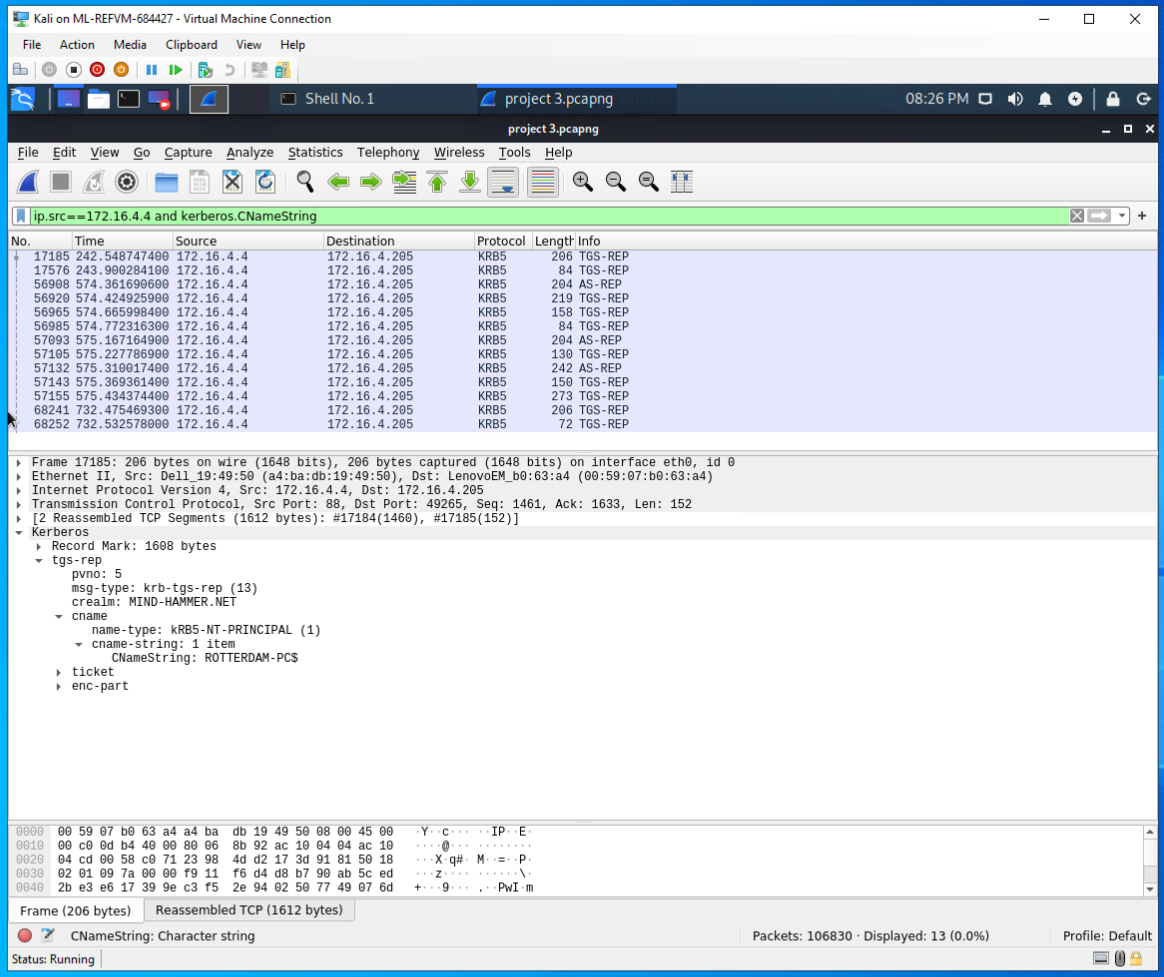 Kali on ML-REFVM-684427 - Virtual Machine Connection
File Action Media Clipboard View Help
Shell No. 1 project 3.pcapng 08:26 PM
project 3.pcapng
File Edit View Go Capture Analyze Statistics Telephony Wireless Tools Help
ip.src==172.16.4.4 and kerberos.CNameString
No. Time Source Destination Protocol Length Info
17185 242.548747400 172.16.4.4 172.16.4.205 KRB5 206 TGS-REP
17576 243.900284100 172.16.4.4 172.16.4.205 KRB5 84 TGS-REP
56908 574.361690600 172.16.4.4 172.16.4.205 KRB5 204 AS-REP
56920 574.424925900 172.16.4.4 172.16.4.205 KRB5 219 TGS-REP
56965 574.665998400 172.16.4.4 172.16.4.205 KRB5 158 TGS-REP
56985 574.772316300 172.16.4.4 172.16.4.205 KRB5 84 TGS-REP
57093 575.167164900 172.16.4.4 172.16.4.205 KRB5 204 AS-REP
57105 575.227786900 172.16.4.4 172.16.4.205 KRB5 130 TGS-REP
57132 575.310017400 172.16.4.4 172.16.4.205 KRB5 242 AS-REP
57143 575.369361400 172.16.4.4 172.16.4.205 KRB5 150 TGS-REP
57155 575.434374400 172.16.4.4 172.16.4.205 KRB5 273 TGS-REP
68241 732.475469300 172.16.4.4 172.16.4.205 KRB5 206 TGS-REP
68252 732.532578000 172.16.4.4 172.16.4.205 KRB5 72 TGS-REP
Frame 17185: 206 bytes on wire (1648 bits), 206 bytes captured (1648 bits) on interface eth0, id 0
Ethernet II, Src: Dell_19:49:50 (a4:ba:db:19:49:50), Dst: LenovoEM_b0:63:a4 (00:59:07:b0:63:a4)
Internet Protocol Version 4, Src: 172.16.4.4, Dst: 172.16.4.205
Transmission Control Protocol, Src Port: 88, Dst Port: 49265, Seq: 1461, Ack: 1633, Len: 152
[2 Reassembled TCP Segments (1612 bytes): #17184(1460), #17185(152)]
Kerberos
Record Mark: 1608 bytes
tgs-rep
pvno: 5
msg-type: krb-tgs-rep (13)
crealm: MIND-HAMMER.NET
cname
name-type: kRB5-NT-PRINCIPAL (1)
cname-string: 1 item
CNameString: ROTTERDAM-PC$
ticket
enc-part
0000 00 59 07 b0 63 a4 a4 ba db 19 49 50 08 00 45 00 ·Y··c··· ··IP··E·
0010 00 c0 0d b4 40 00 80 06 8b 92 ac 10 04 04 ac 10 ····@··· ········
0020 04 cd 00 58 c0 71 23 98 4d d2 17 3d 91 81 50 18 ···X·q#· M··=··P·
0030 02 01 09 7a 00 00 f9 11 f6 d4 d8 b7 90 ab 5c ed ···z···· ······\·
0040 2b e3 e6 17 39 9e c3 f5 2e 94 02 50 77 49 07 6d +···9··· .··PwI·m
Frame (206 bytes) Reassembled TCP (1612 bytes)
CNameString: Character string Packets: 106830 · Displayed: 13 (0.0%) Profile: Default
Status: Running